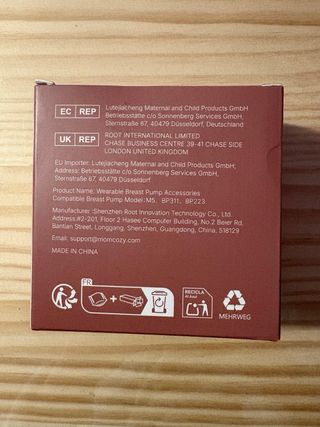 EC REP
Lutejiacheng Maternal and Child Products GmbH
Betriebsstätte c/o Sonnenberg Services GmbH,
Sternstraße 67, 40479 Düsseldorf, Deutschland
UK REP
ROOT INTERNATIONAL LIMITED
CHASE BUSINESS CENTRE 39-41 CHASE SIDE
LONDON UNITED KINGDOM
EU Importer: Lutejiacheng Maternal and Child Products GmbH;
Address: Betriebsstätte c/o Sonnenberg Services GmbH,
Sternstraße 67, 40479 Düsseldorf,
Product Name: Wearable Breast Pump Accessories
Compatible Breast Pump Model: M5, BP311, BP223
Manufacturer :Shenzhen Root Innovation Technology Co., Ltd.
Address #2-201, Floor 2 Hasee Computer Building, No.2 Beier Rd.
Bantian Street, Longgang, Shenzhen, Guangdong, China, 518129
Email: support@momcozy.com
MADE IN CHINA
FR
RECICLA
Al Azul
MEHRWEG